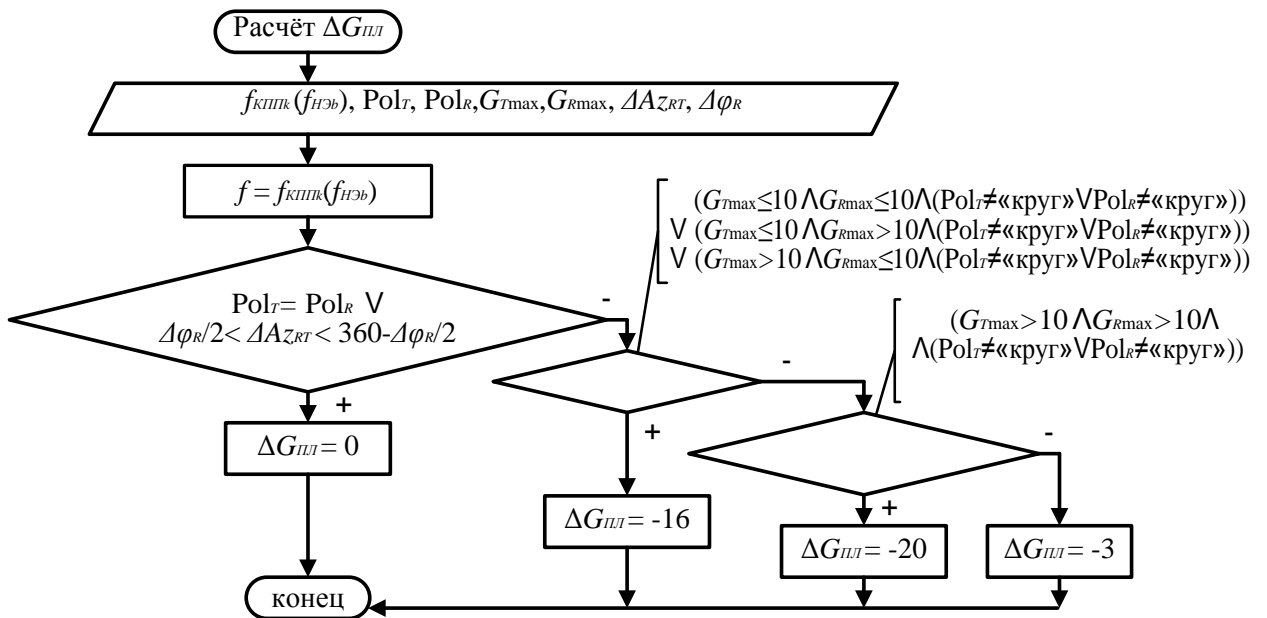 Расчёт ΔGПЛ
fКППk(fНЭb), PolT, PolR,GTmax,GRmax, ΔAzRT, ΔφR
f = fКППk(fНЭb)
(GTmax≤10 ΛGRmax≤10Λ(PolT≠«круг»VPolR≠«круг»))
V (GTmax≤10 ΛGRmax>10Λ(PolT≠«круг»VPolR≠«круг»))
V (GTmax>10 ΛGRmax≤10Λ(PolT≠«круг»VPolR≠«круг»))
PolT= PolR V
ΔφR/2< ΔAzRT< 360-ΔφR/2
-
(GTmax>10 ΛGRmax>10Λ
Λ(PolT≠«круг»VPolR≠«круг»))
-
+
+
-
ΔGПЛ= 0
+
ΔGПЛ= -16
ΔGПЛ= -20
ΔGПЛ= -3
конец